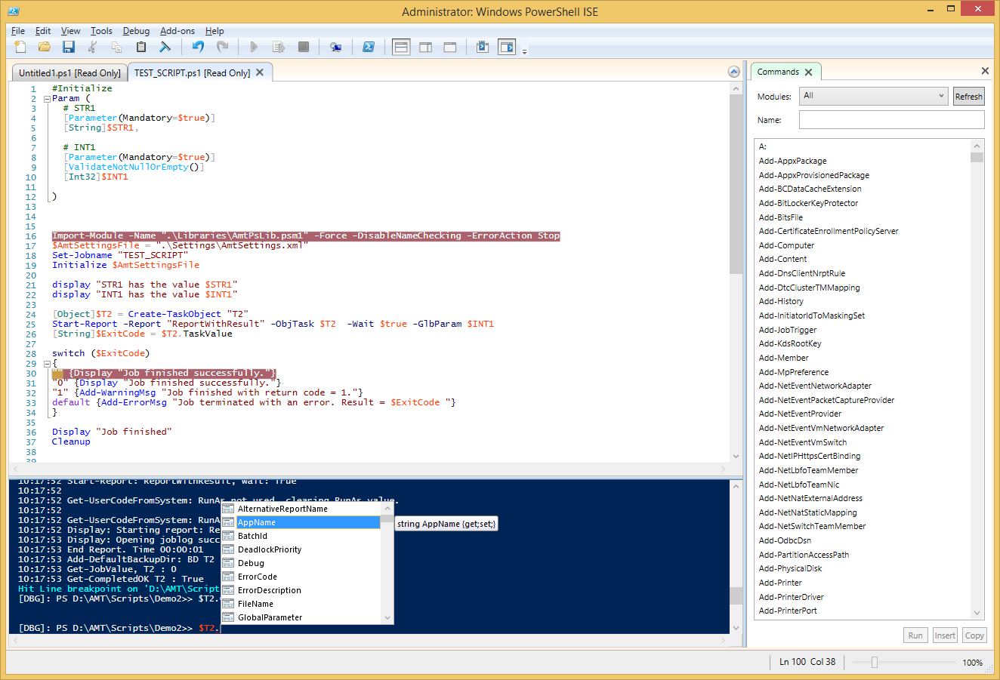 Administrator: Windows PowerShell ISE
File Edit View Tools Debug Add-ons Help
Untitled1.ps1 [Read Only] TEST_SCRIPT.ps1 [Read Only]
1 #Initialize
2 Param (
3 # STR1
4 [Parameter(Mandatory=$true)]
5 [String]$STR1,
6
7 # INT1
8 [Parameter(Mandatory=$true)]
9 [ValidateNotNullOrEmpty()]
10 [Int32]$INT1
11
12 )
13
14
15
16 Import-Module -Name ".\Libraries\AmtPsLib.psm1" -Force -DisableNameChecking -ErrorAction Stop
17 $AmtSettingsFile = ".\Settings\AmtSettings.xml"
18 Set-Jobname "TEST_SCRIPT"
19 Initialize $AmtSettingsFile
20
21 display "STR1 has the value $STR1"
22 display "INT1 has the value $INT1"
23
24 [Object]$T2 = Create-TaskObject "T2"
25 Start-Report -Report "ReportWithResult" -ObjTask $T2  -Wait $true -GlbParam $INT1
26 [String]$ExitCode = $T2.TaskValue
27
28 switch ($ExitCode)
29 {
30 "" {Display "Job finished successfully."}
31 "0" {Display "Job finished successfully."}
32 "1" {Add-WarningMsg "Job finished with return code = 1."}
33 default {Add-ErrorMsg "Job terminated with an error. Result = $ExitCode "}
34 }
35
36 Display "Job finished"
37 Cleanup
38
39
10:17:52 Start-Report: ReportWithResult, Wait: True
10:17:52
10:17:52 Get-UserCodeFromSystem: RunAs not used, clearing RunAs value.
10:17:52
10:17:52 Get-UserCodeFromSystem: RunA
10:17:52 Display: Starting report: Re
10:17:53 Display: Opening joblog succ
10:17:53 End Report. Time 00:00:01
10:17:53 Add-DefaultBackupDir: BD T2
10:17:53 Get-JobValue, T2 : 0
10:17:53 Get-CompletedOK T2 : True
Hit Line breakpoint on 'D:\AMT\Script
[DBG]: PS D:\AMT\Scripts\Demo2>> $T2.
[DBG]: PS D:\AMT\Scripts\Demo2>> $T2.
AlternativeReportName
AppName
BatchId
DeadlockPriority
Debug
ErrorCode
ErrorDescription
FileName
GlobalParameter
string AppName {get;set;}
Commands
Modules: All Refresh
Name:
A:
Add-AppxPackage
Add-AppxProvisionedPackage
Add-BCDataCacheExtension
Add-BitLockerKeyProtector
Add-BitsFile
Add-CertificateEnrollmentPolicyServer
Add-Computer
Add-Content
Add-DnsClientNrptRule
Add-DtcClusterTMMapping
Add-History
Add-InitiatorIdToMaskingSet
Add-JobTrigger
Add-KdsRootKey
Add-Member
Add-MpPreference
Add-NetEventNetworkAdapter
Add-NetEventPacketCaptureProvider
Add-NetEventProvider
Add-NetEventVmNetworkAdapter
Add-NetEventVmSwitch
Add-NetIPHttpsCertBinding
Add-NetLbfoTeamMember
Add-NetLbfoTeamNic
Add-NetNatExternalAddress
Add-NetNatStaticMapping
Add-NetSwitchTeamMember
Add-OdbcDsn
Add-PartitionAccessPath
Add-PhysicalDisk
Add-Printer
Add-PrinterDriver
Add-PrinterPort
Run Insert Copy
Ln 100 Col 38 100%